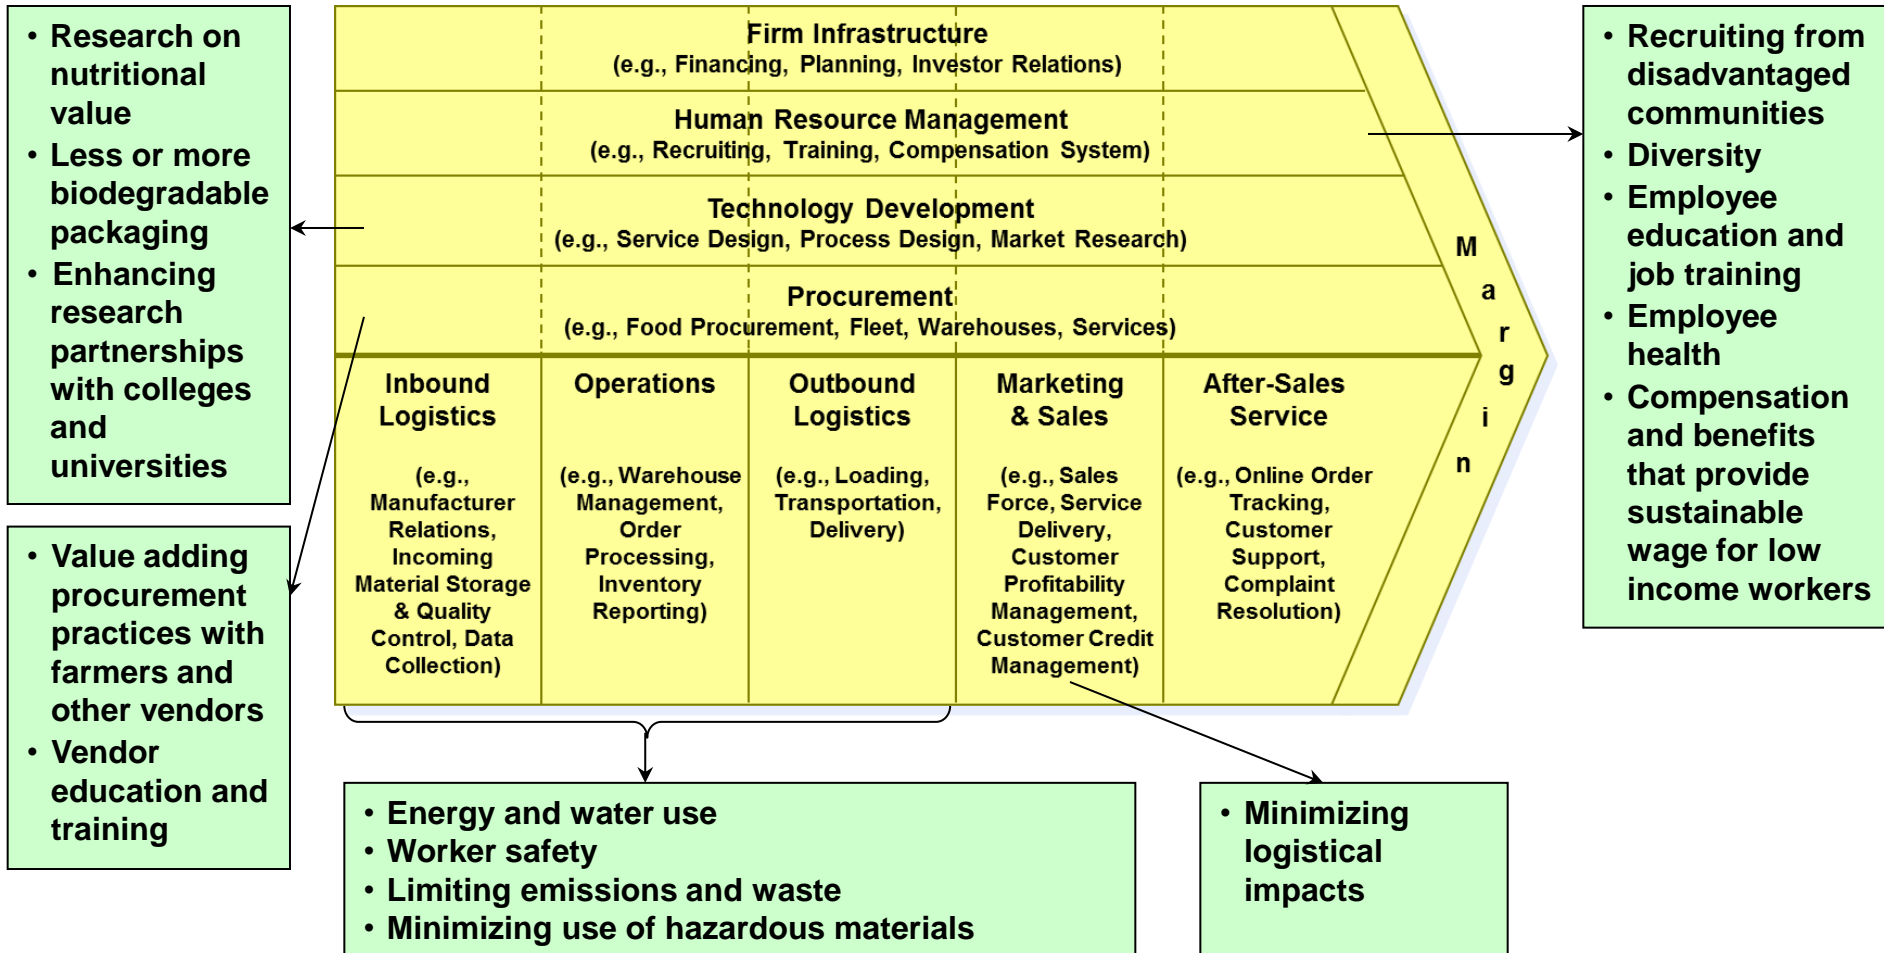 • Research on
nutritional
value
• Less or more
biodegradable
packaging
• Enhancing
research
partnerships
with colleges
and
universities
• Value adding
procurement
practices with
farmers and
other vendors
• Vendor
education and
training
Firm Infrastructure
(e.g., Financing, Planning, Investor Relations)
Human Resource Management
(e.g., Recruiting, Training, Compensation System)
Technology Development
(e.g., Service Design, Process Design, Market Research)
Procurement
(e.g., Food Procurement, Fleet, Warehouses, Services)
Inbound
Logistics
(e.g.,
Manufacturer
Relations,
Incoming
Material Storage
& Quality
Control, Data
Collection)
Operations
(e.g., Warehouse
Management,
Order
Processing,
Inventory
Reporting)
Outbound
Logistics
(e.g., Loading,
Transportation,
Delivery)
Marketing
& Sales
(e.g., Sales
Force, Service
Delivery,
Customer
Profitability
Management,
Customer Credit
Management)
After-Sales
Service
(e.g., Online Order
Tracking,
Customer
Support,
Complaint
Resolution)
Margin
• Recruiting from
disadvantaged
communities
• Diversity
• Employee
education and
job training
• Employee
health
• Compensation
and benefits
that provide
sustainable
wage for low
income workers
• Energy and water use
• Worker safety
• Limiting emissions and waste
• Minimizing use of hazardous materials
• Minimizing
logistical
impacts